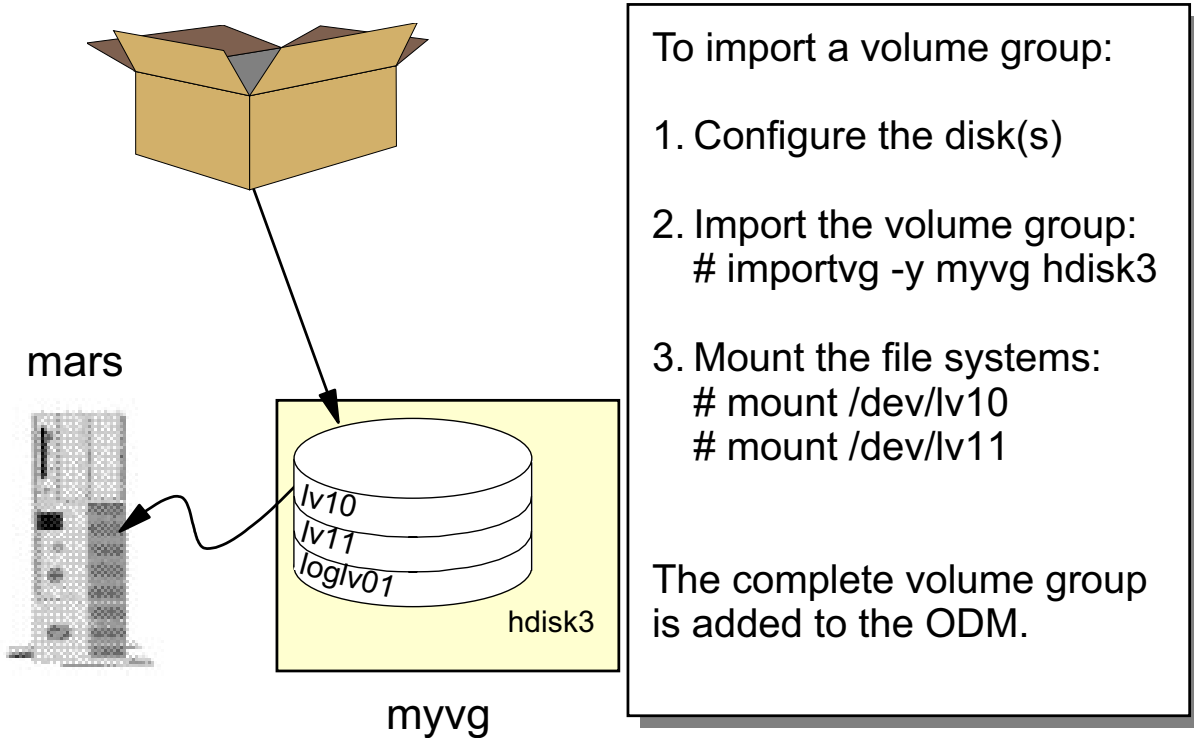 To import a volume group:
1. Configure the disk(s)
2. Import the volume group:
# importvg -y myvg hdisk3
3. Mount the file systems:
# mount /dev/lv10
# mount /dev/lv11
The complete volume group
is added to the ODM.
mars
lv10
lv11
loglv01
hdisk3
myvg